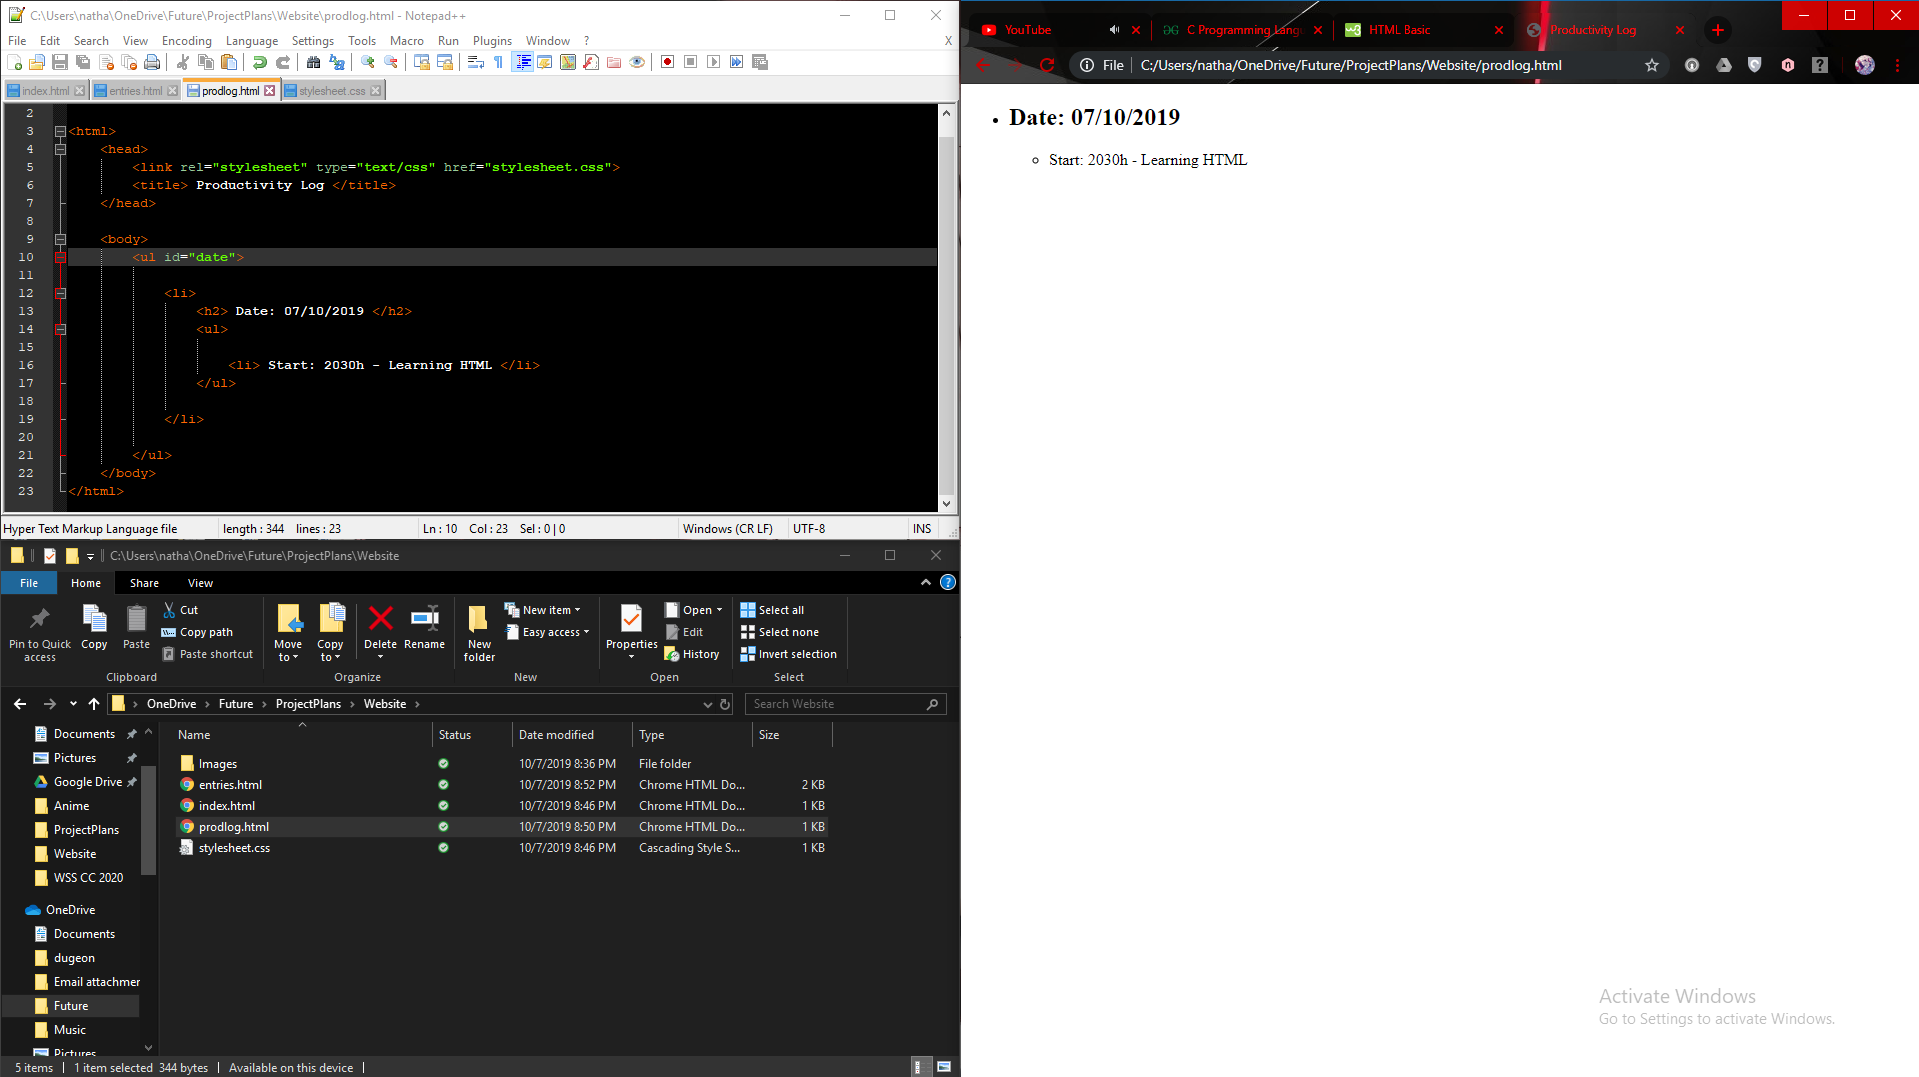 C:\Users\natha\OneDrive\Future\ProjectPlans\Website\prodlog.html - Notepad++
File Edit Search View Encoding Language Settings Tools Macro Run Plugins Window ? X
index.html entries.html prodlog.html stylesheet.css
2
3 <html>
4 <head>
5 <link rel="stylesheet" type="text/css" href="stylesheet.css">
6 <title> Productivity Log </title>
7 </head>
8
9 <body>
10 <ul id="date">
11
12 <li>
13 <h2> Date: 07/10/2019 </h2>
14 <ul>
15
16 <li> Start: 2030h - Learning HTML </li>
17 </ul>
18
19 </li>
20
21 </ul>
22 </body>
23 </html>
Hyper Text Markup Language file length : 344 lines : 23 Ln : 10 Col : 23 Sel : 0 | 0 Windows (CR LF) UTF-8 INS
C:\Users\natha\OneDrive\Future\ProjectPlans\Website
File Home Share View
Pin to Quick access
Copy
Paste
Cut
Copy path
Paste shortcut
Clipboard
Move to
Copy to
Delete
Rename
Organize
New folder
New item
Easy access
New
Properties
Open
Edit
History
Open
Select all
Select none
Invert selection
Select
OneDrive › Future › ProjectPlans › Website ›
Search Website
Documents
Pictures
Google Drive
Anime
ProjectPlans
Website
WSS CC 2020
OneDrive
Documents
dugeon
Email attachmer
Future
Music
Pictures
Name Status Date modified Type Size
Images 10/7/2019 8:36 PM File folder
entries.html 10/7/2019 8:52 PM Chrome HTML Do... 2 KB
index.html 10/7/2019 8:46 PM Chrome HTML Do... 1 KB
prodlog.html 10/7/2019 8:50 PM Chrome HTML Do... 1 KB
stylesheet.css 10/7/2019 8:46 PM Cascading Style S... 1 KB
5 items 1 item selected 344 bytes Available on this device
YouTube C Programming Lang HTML Basic Productivity Log
File C:/Users/natha/OneDrive/Future/ProjectPlans/Website/prodlog.html
Date: 07/10/2019
Start: 2030h - Learning HTML
Activate Windows
Go to Settings to activate Windows.